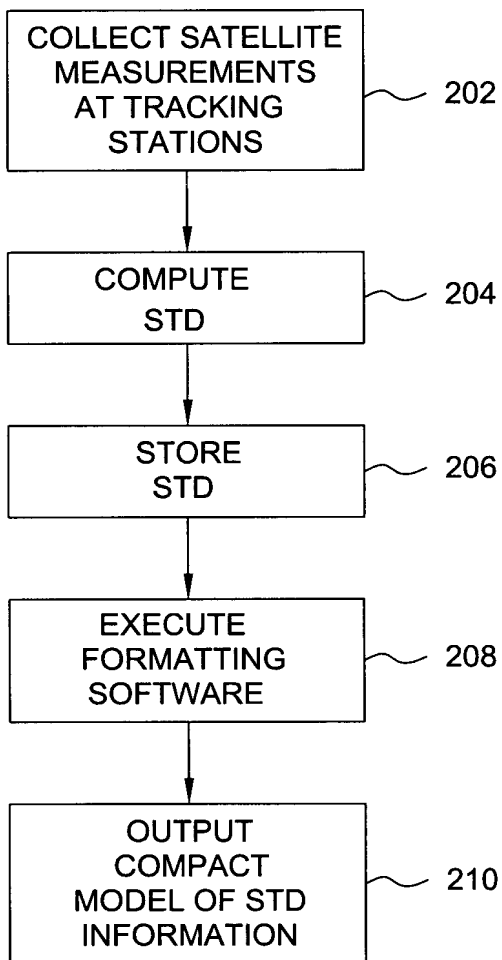 COLLECT SATELLITE
MEASUREMENTS
AT TRACKING
STATIONS
202
COMPUTE
STD
204
STORE
STD
206
EXECUTE
FORMATTING
SOFTWARE
208
OUTPUT
COMPACT
MODEL OF STD
INFORMATION
210